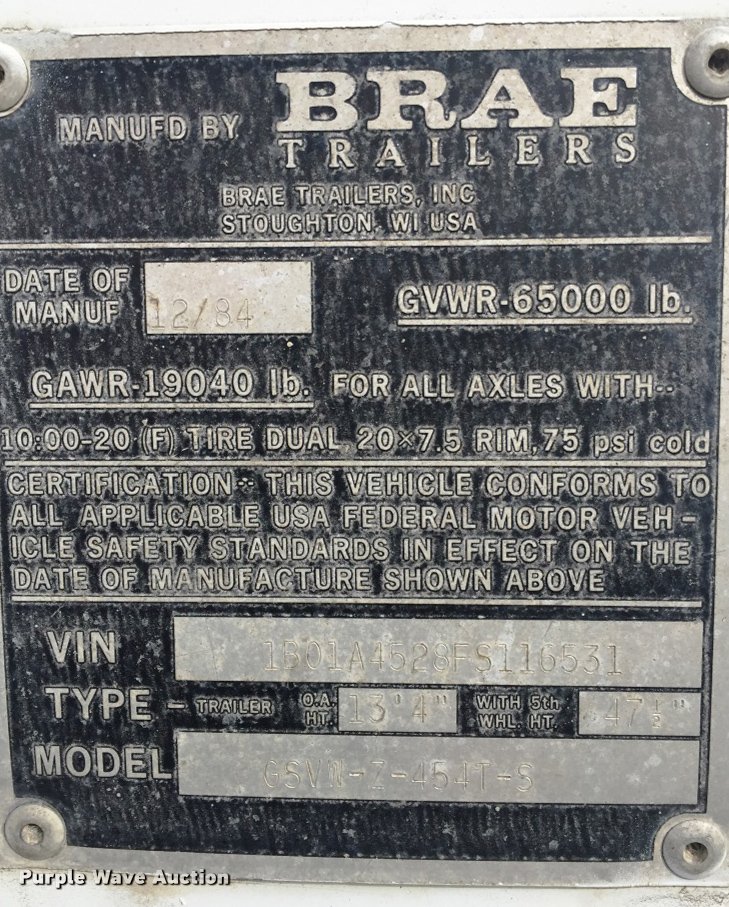 MANUFD BY BRAE
TRAILERS
BRAE TRAILERS, INC
STOUGHTON, WI USA
DATE OF
MANUF 12/84
GVWR-65000 lb.
GAWR-19040 lb. FOR ALL AXLES WITH--
10:00-20 (F) TIRE DUAL 20×7.5 RIM, 75 psi cold
CERTIFICATION-- THIS VEHICLE CONFORMS TO
ALL APPLICABLE USA FEDERAL MOTOR VEH-
ICLE SAFETY STANDARDS IN EFFECT ON THE
DATE OF MANUFACTURE SHOWN ABOVE
VIN 1B01A4528FS116531
TYPE - TRAILER O.A. HT. 13'4" WITH 5th WHL. HT. 47½"
MODEL GSVW-Z-454T-S
Purple Wave Auction